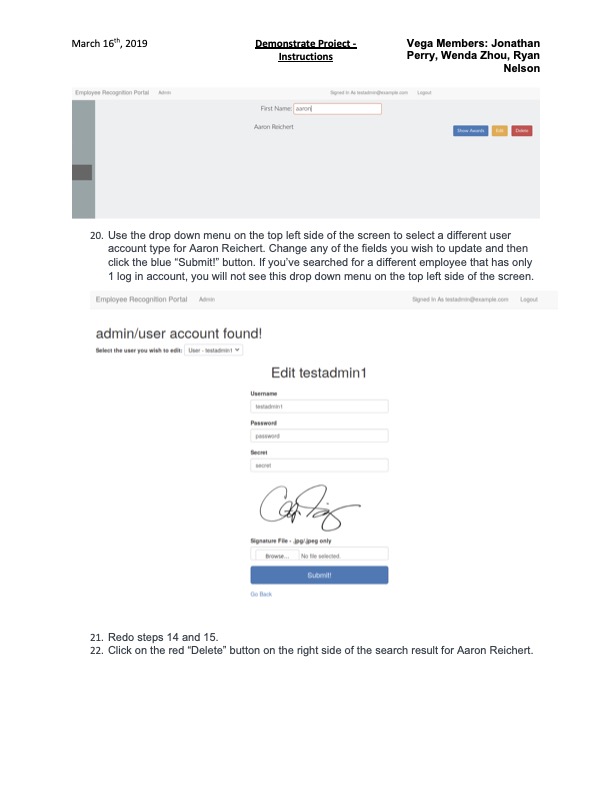 March 16th, 2019
Demonstrate Project -
Instructions
Vega Members: Jonathan
Perry, Wenda Zhou, Ryan
Nelson
Employee Recognition Portal Admin Signed In As testadmin@example.com Logout
First Name: aaron
Aaron Reichert Show Awards Edit Delete
20. Use the drop down menu on the top left side of the screen to select a different user
account type for Aaron Reichert. Change any of the fields you wish to update and then
click the blue “Submit!” button. If you’ve searched for a different employee that has only
1 log in account, you will not see this drop down menu on the top left side of the screen.
Employee Recognition Portal Admin Signed In As testadmin@example.com Logout
admin/user account found!
Select the user you wish to edit: User - testadmin1
Edit testadmin1
Username
testadmin1
Password
password
Secret
secret
Signature File - .jpg/.jpeg only
Browse... No file selected.
Submit!
Go Back
21. Redo steps 14 and 15.
22. Click on the red “Delete” button on the right side of the search result for Aaron Reichert.